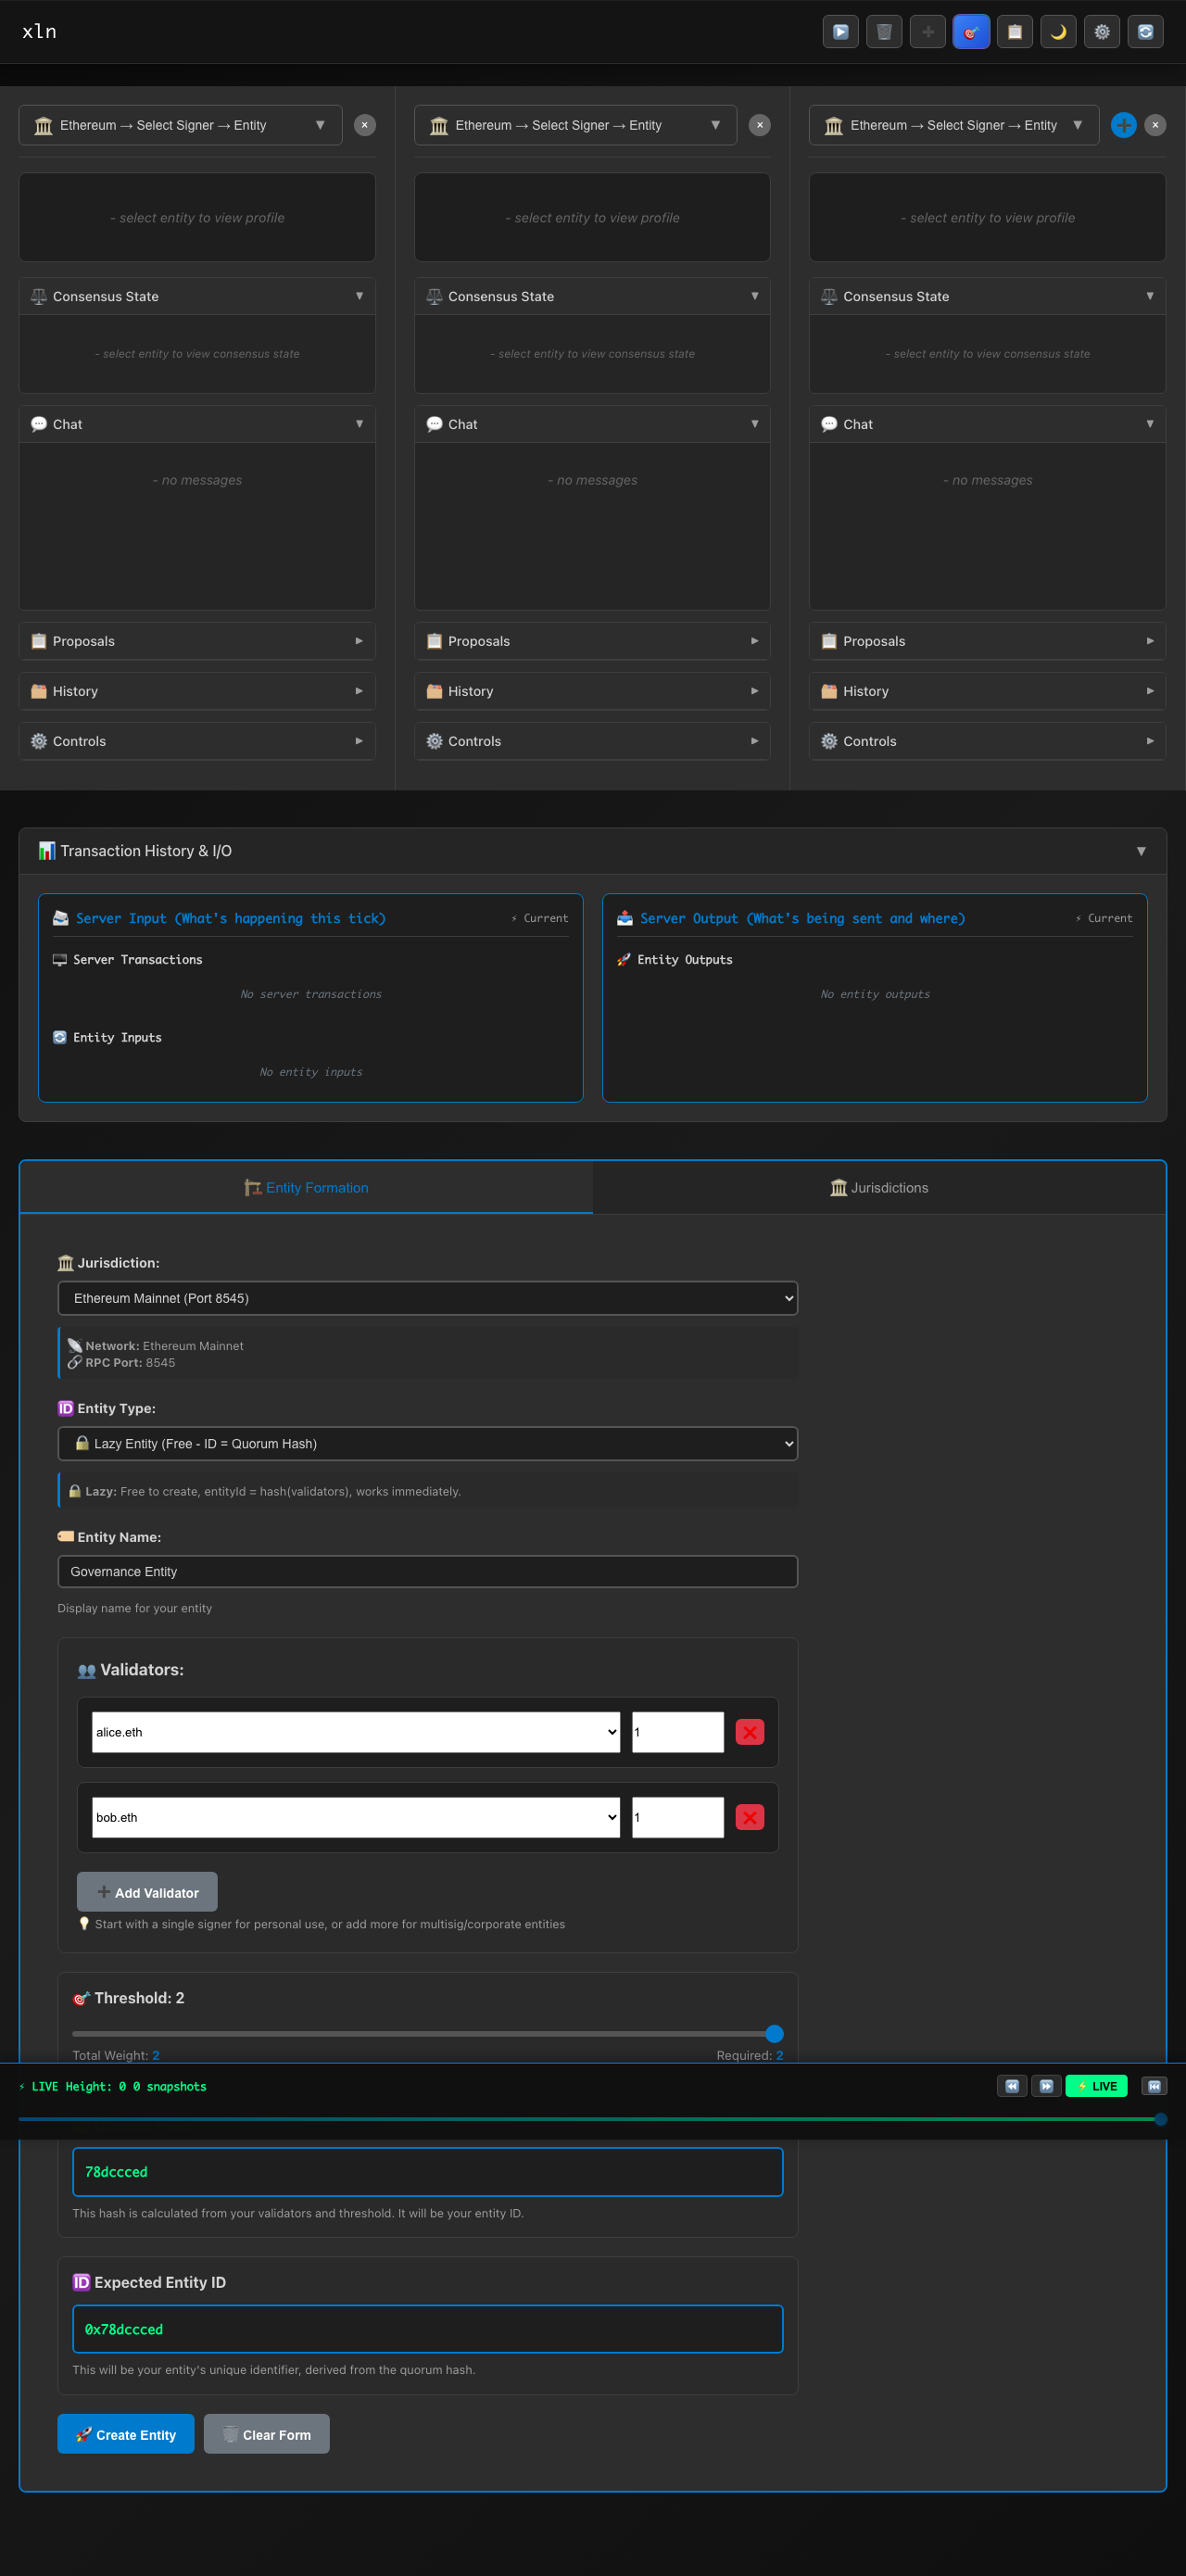 xln
Ethereum → Select Signer → Entity
Ethereum → Select Signer → Entity
Ethereum → Select Signer → Entity
- select entity to view profile
- select entity to view profile
- select entity to view profile
Consensus State
Consensus State
Consensus State
- select entity to view consensus state
- select entity to view consensus state
- select entity to view consensus state
Chat
Chat
Chat
- no messages
- no messages
- no messages
Proposals
Proposals
Proposals
History
History
History
Controls
Controls
Controls
Transaction History & I/O
Server Input (What's happening this tick)
⚡ Current
Server Transactions
No server transactions
Entity Inputs
No entity inputs
Server Output (What's being sent and where)
⚡ Current
Entity Outputs
No entity outputs
Entity Formation
Jurisdictions
Jurisdiction:
Ethereum Mainnet (Port 8545)
Network: Ethereum Mainnet
RPC Port: 8545
Entity Type:
Lazy Entity (Free - ID = Quorum Hash)
Lazy: Free to create, entityId = hash(validators), works immediately.
Entity Name:
Governance Entity
Display name for your entity
Validators:
alice.eth
1
bob.eth
1
Add Validator
Start with a single signer for personal use, or add more for multisig/corporate entities
Threshold: 2
Total Weight: 2
Required: 2
⚡ LIVE Height: 0 0 snapshots
⚡ LIVE
78dccced
This hash is calculated from your validators and threshold. It will be your entity ID.
Expected Entity ID
0x78dccced
This will be your entity's unique identifier, derived from the quorum hash.
Create Entity
Clear Form